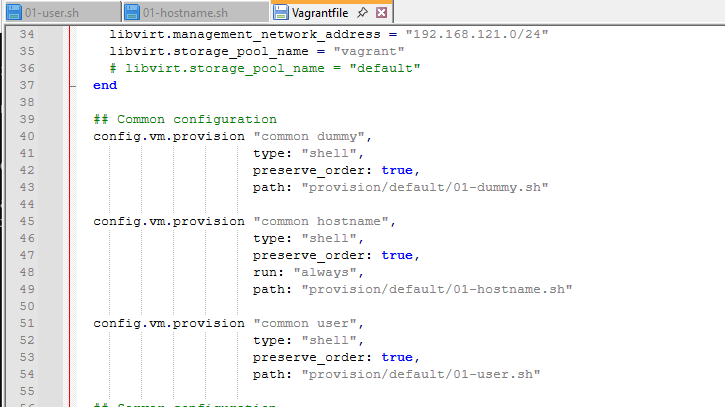 01-user.sh 01-hostname.sh Vagrantfile
34 libvirt.management_network_address = "192.168.121.0/24"
35 libvirt.storage_pool_name = "vagrant"
36 # libvirt.storage_pool_name = "default"
37 end
38
39 ## Common configuration
40 config.vm.provision "common dummy",
41 type: "shell",
42 preserve_order: true,
43 path: "provision/default/01-dummy.sh"
44
45 config.vm.provision "common hostname",
46 type: "shell",
47 preserve_order: true,
48 run: "always",
49 path: "provision/default/01-hostname.sh"
50
51 config.vm.provision "common user",
52 type: "shell",
53 preserve_order: true,
54 path: "provision/default/01-user.sh"
55